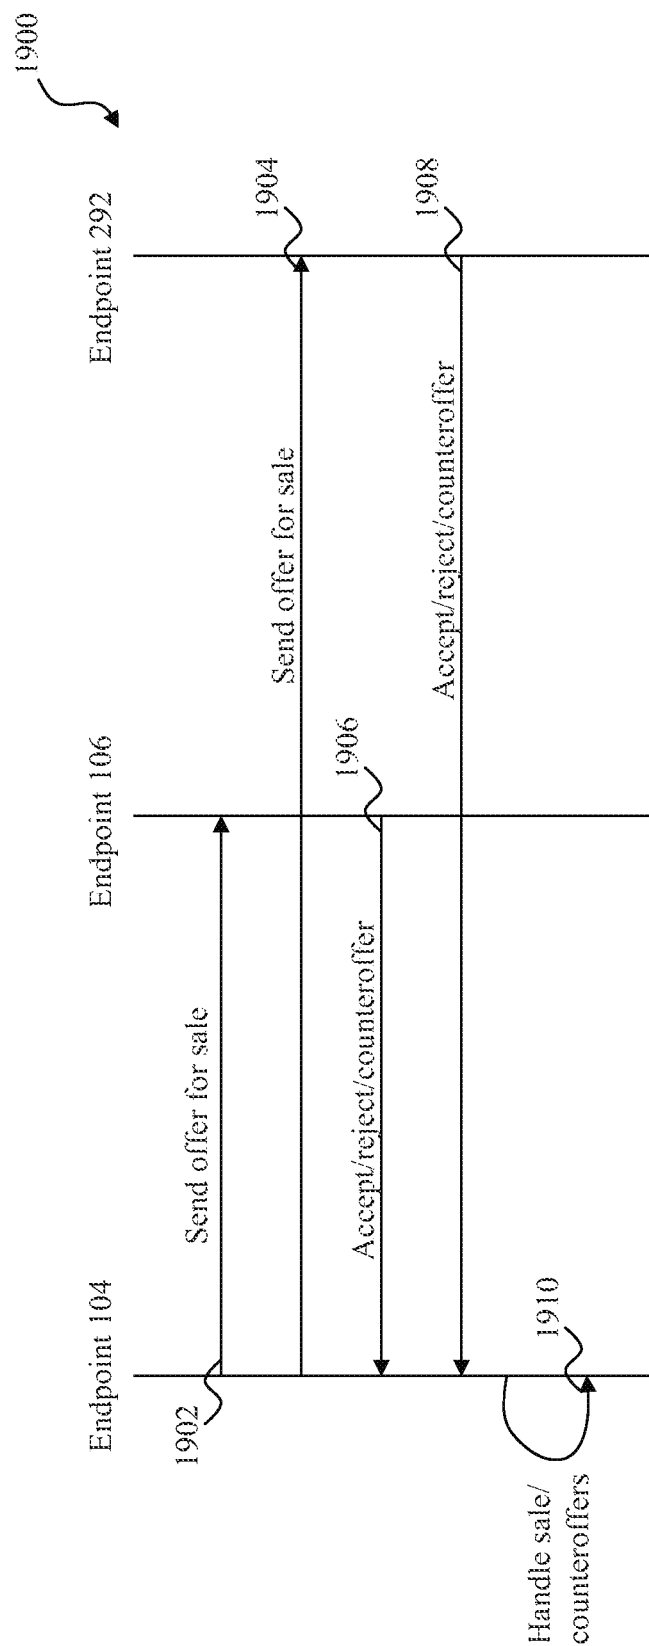 1900
Endpoint 104
Endpoint 106
Endpoint 292
Send offer for sale
1902
Send offer for sale
1904
Accept/reject/counteroffer
1906
Accept/reject/counteroffer
1908
Handle sale/
counteroffers
1910